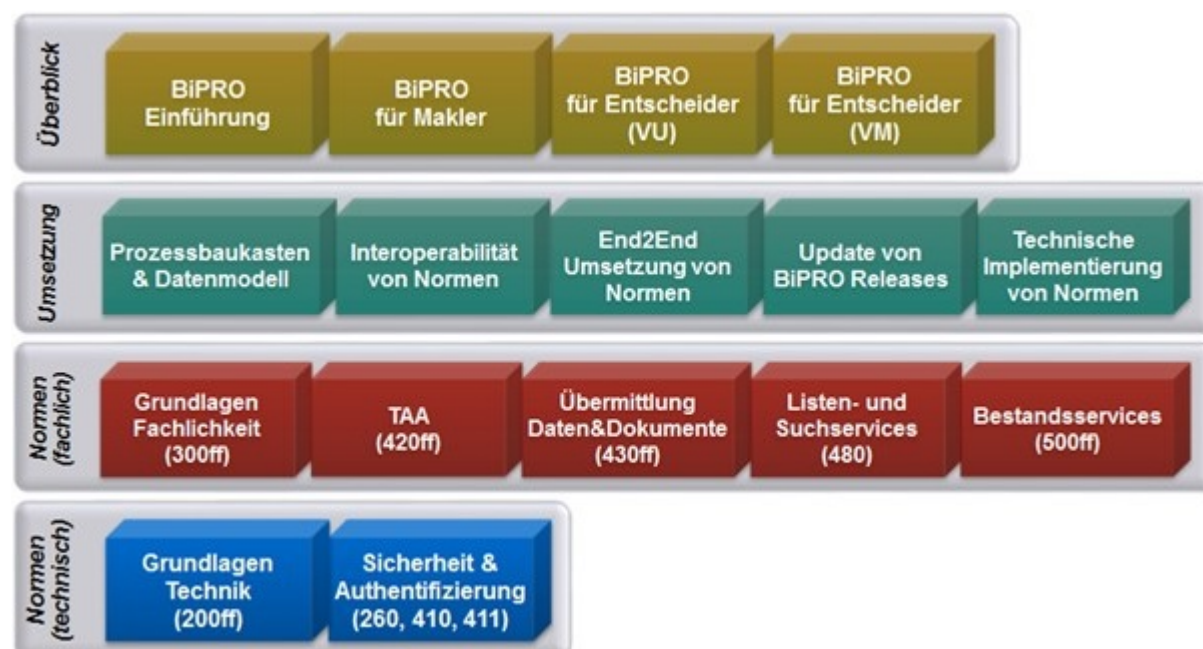 Überblick
BiPRO
Einführung
BiPRO
für Makler
BiPRO
für Entscheider
(VU)
BiPRO
für Entscheider
(VM)
Umsetzung
Prozessbaukasten
& Datenmodell
Interoperabilität
von Normen
End2End
Umsetzung von
Normen
Update von
BiPRO Releases
Technische
Implementierung
von Normen
Normen
(fachlich)
Grundlagen
Fachlichkeit
(300ff)
TAA
(420ff)
Übermittlung
Daten&Dokumente
(430ff)
Listen- und
Suchservices
(480)
Bestandsservices
(500ff)
Normen
(technisch)
Grundlagen
Technik
(200ff)
Sicherheit &
Authentifizierung
(260, 410, 411)